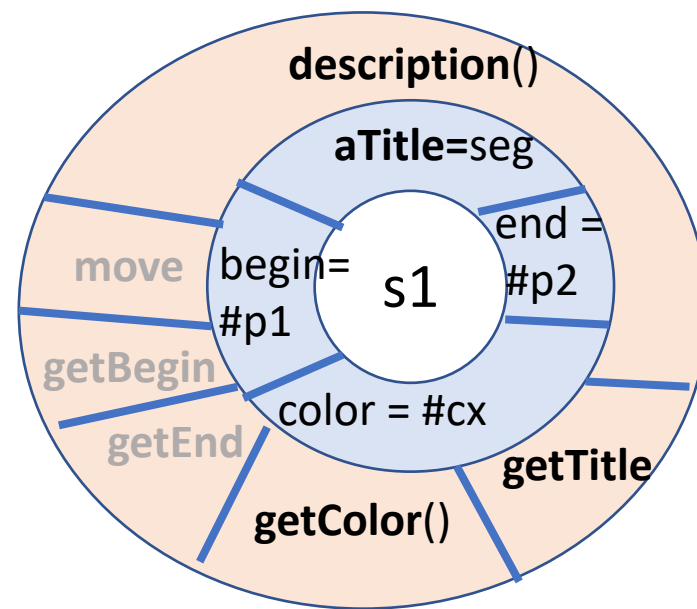 description()
aTitle=seg
end =
#p2
move
begin=
#p1
s1
getBegin
color = #cx
getEnd
getTitle
getColor()